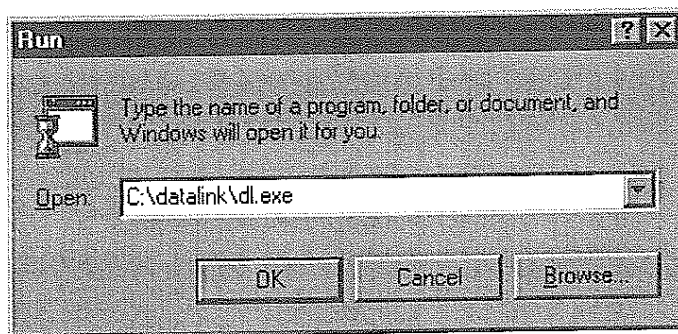 Run
? X
Type the name of a program, folder, or document, and
Windows will open it for you.
Open: C:\datalink\dl.exe
OK Cancel Browse...